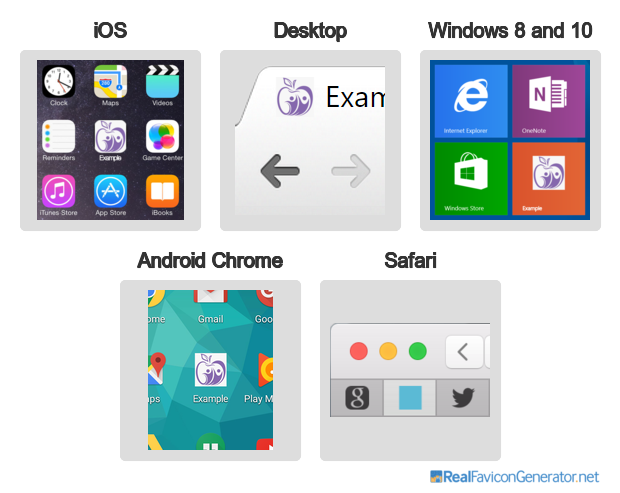 iOS
Desktop
Windows 8 and 10
Clock
Maps
Videos
Reminders
Example
Game Center
iTunes Store
App Store
iBooks
Exam
Internet Explorer
OneNote
Windows Store
Example
Android Chrome
Safari
ome
Gmail
Goo
aps
Example
Play M
RealFaviconGenerator.net